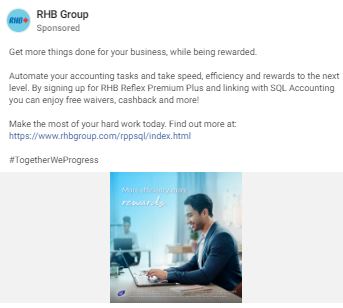 RHB
RHB Group
Sponsored
Get more things done for your business, while being rewarded.
Automate your accounting tasks and take speed, efficiency and rewards to the next
level. By signing up for RHB Reflex Premium Plus and linking with SQL Accounting
you can enjoy free waivers, cashback and more!
Make the most of your hard work today. Find out more at:
https://www.rhbgroup.com/rppsql/index.html
#TogetherWeProgress
More efficiency, more
rewards